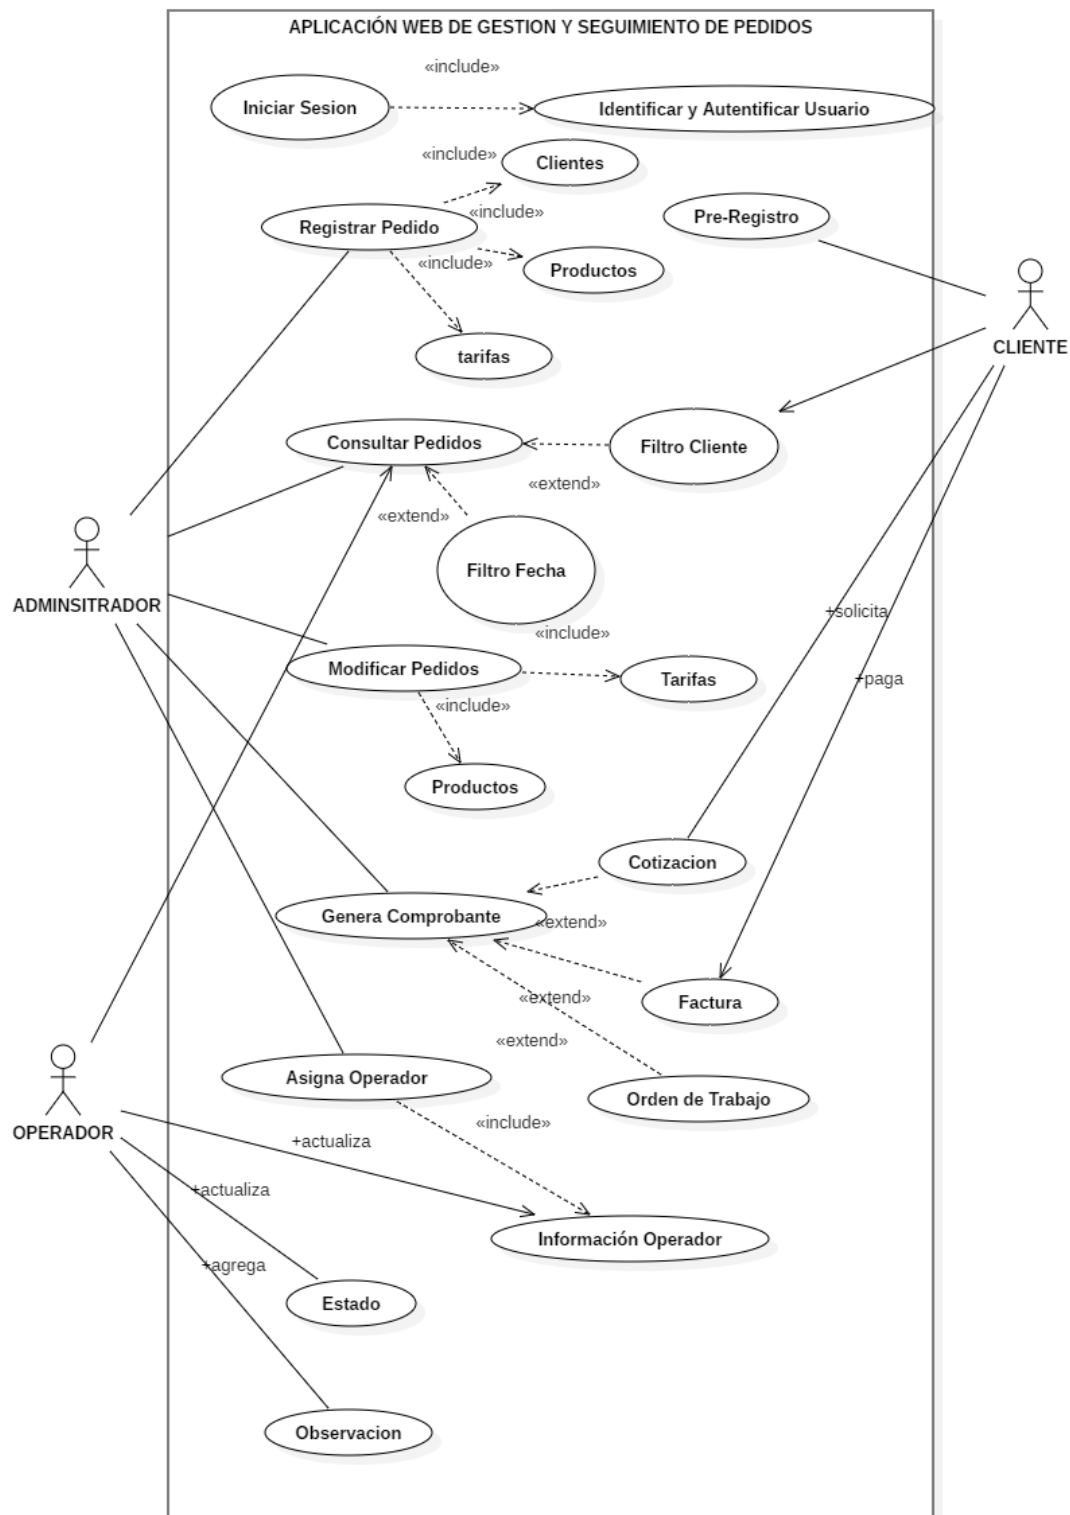 APLICACIÓN WEB DE GESTION Y SEGUIMIENTO DE PEDIDOS
«include»
Iniciar Sesion
Identificar y Autentificar Usuario
«include»
Clientes
«include»
Pre-Registro
Registrar Pedido
«include»
Productos
CLIENTE
tarifas
Consultar Pedidos
Filtro Cliente
«extend»
«extend»
Filtro Fecha
ADMINSITRADOR
+solicita
«include»
Modificar Pedidos
Tarifas
+paga
«include»
Productos
Cotizacion
Genera Comprobante
«extend»
«extend»
Factura
«extend»
Asigna Operador
Orden de Trabajo
OPERADOR
«include»
+actualiza
+actualiza
Información Operador
+agrega
Estado
Observacion